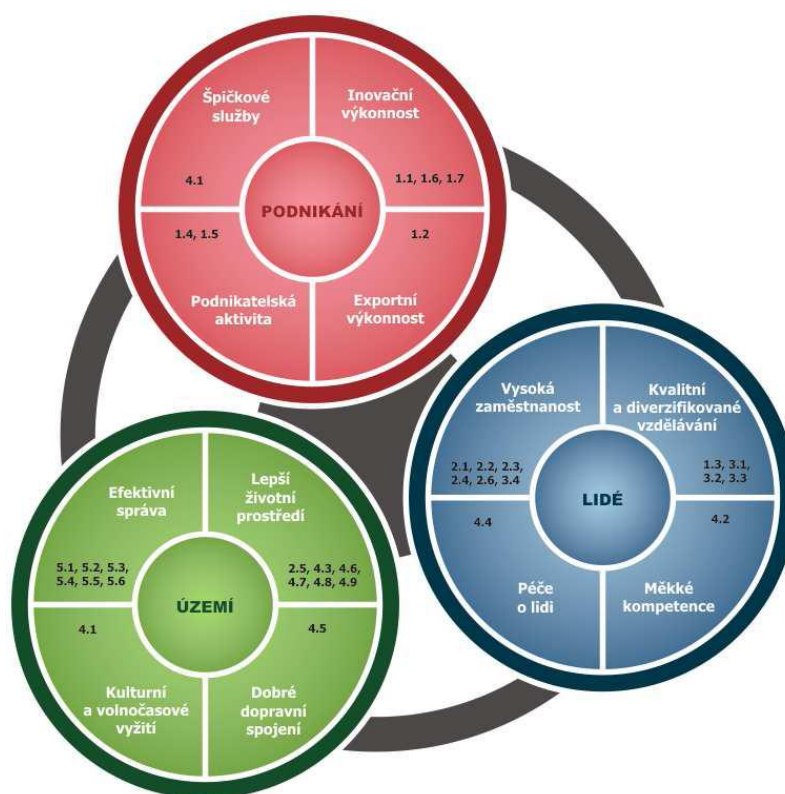 Špičkové
služby
4.1
Inovační
výkonnost
1.1, 1.6, 1.7
PODNIKÁNÍ
1.4, 1.5
Podnikatelská
aktivita
1.2
Exportní
výkonnost
Vysoká
zaměstnanost
2.1, 2.2, 2.3,
2.4, 2.6, 3.4
Kvalitní
a diverzifikované
vzdělávání
1.3, 3.1,
3.2, 3.3
LIDÉ
4.4
Péče
o lidi
4.2
Měkké
kompetence
Efektivní
správa
5.1, 5.2, 5.3,
5.4, 5.5, 5.6
Lepší
životní
prostředí
2.5, 4.3, 4.6,
4.7, 4.8, 4.9
ÚZEMÍ
4.1
Kulturní
a volnočasové
vyžití
4.5
Dobré
dopravní
spojení